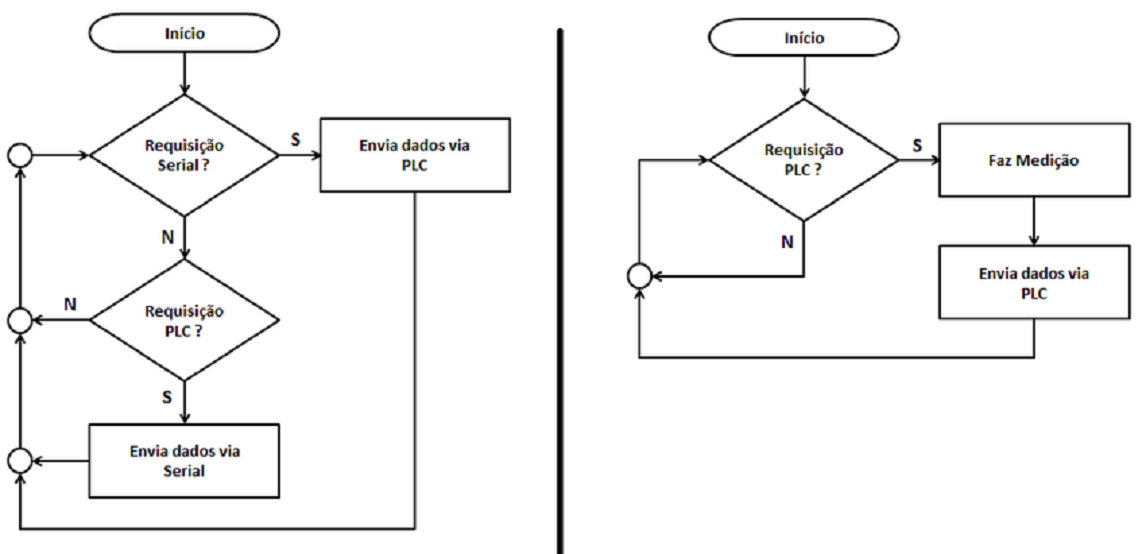 Início
Requisição
Serial ?
S
Envia dados via
PLC
N
Requisição
PLC ?
N
S
Envia dados via
Serial
Início
Requisição
PLC ?
S
Faz Medição
N
Envia dados via
PLC